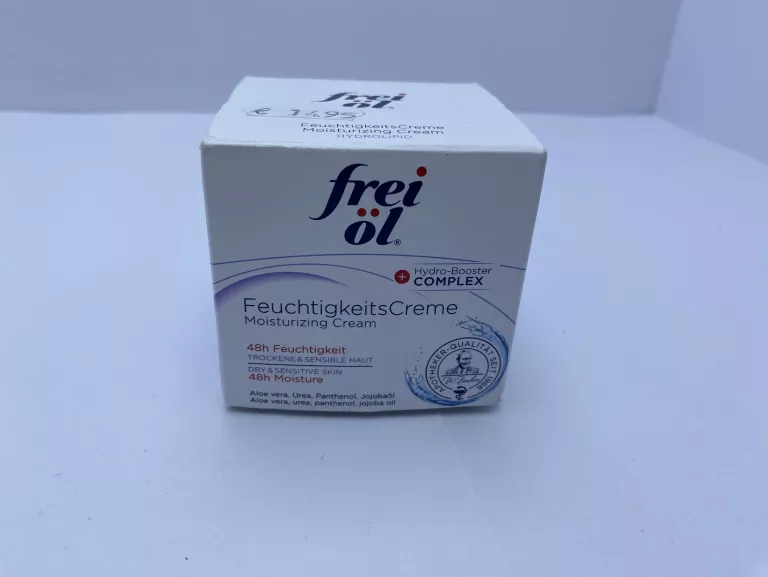 frei
öl
€ 14,95
FeuchtigkeitsCreme
Moisturizing Cream
HYDROLIPID
frei
öl®
Hydro-Booster
COMPLEX
FeuchtigkeitsCreme
Moisturizing Cream
48h Feuchtigkeit
TROCKENE & SENSIBLE HAUT
DRY & SENSITIVE SKIN
48h Moisture
Aloe vera, Urea, Panthenol, Jojobaöl
Aloe vera, urea, panthenol, jojoba oil
APOTHEKER-QUALITÄT SEIT 1966